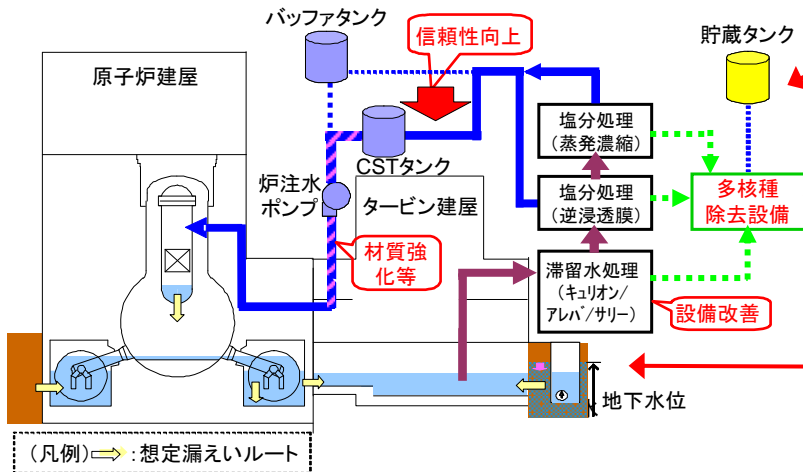 バッファタンク
信頼性向上
貯蔵タンク
原子炉建屋
塩分処理
(蒸発濃縮)
CSTタンク
炉注水
ポンプ
タービン建屋
塩分処理
(逆浸透膜)
多核種
除去設備
材質強
化等
滞留水処理
(キュリオン/
アレバ/サリー)
設備改善
地下水位
(凡例) : 想定漏えいルート